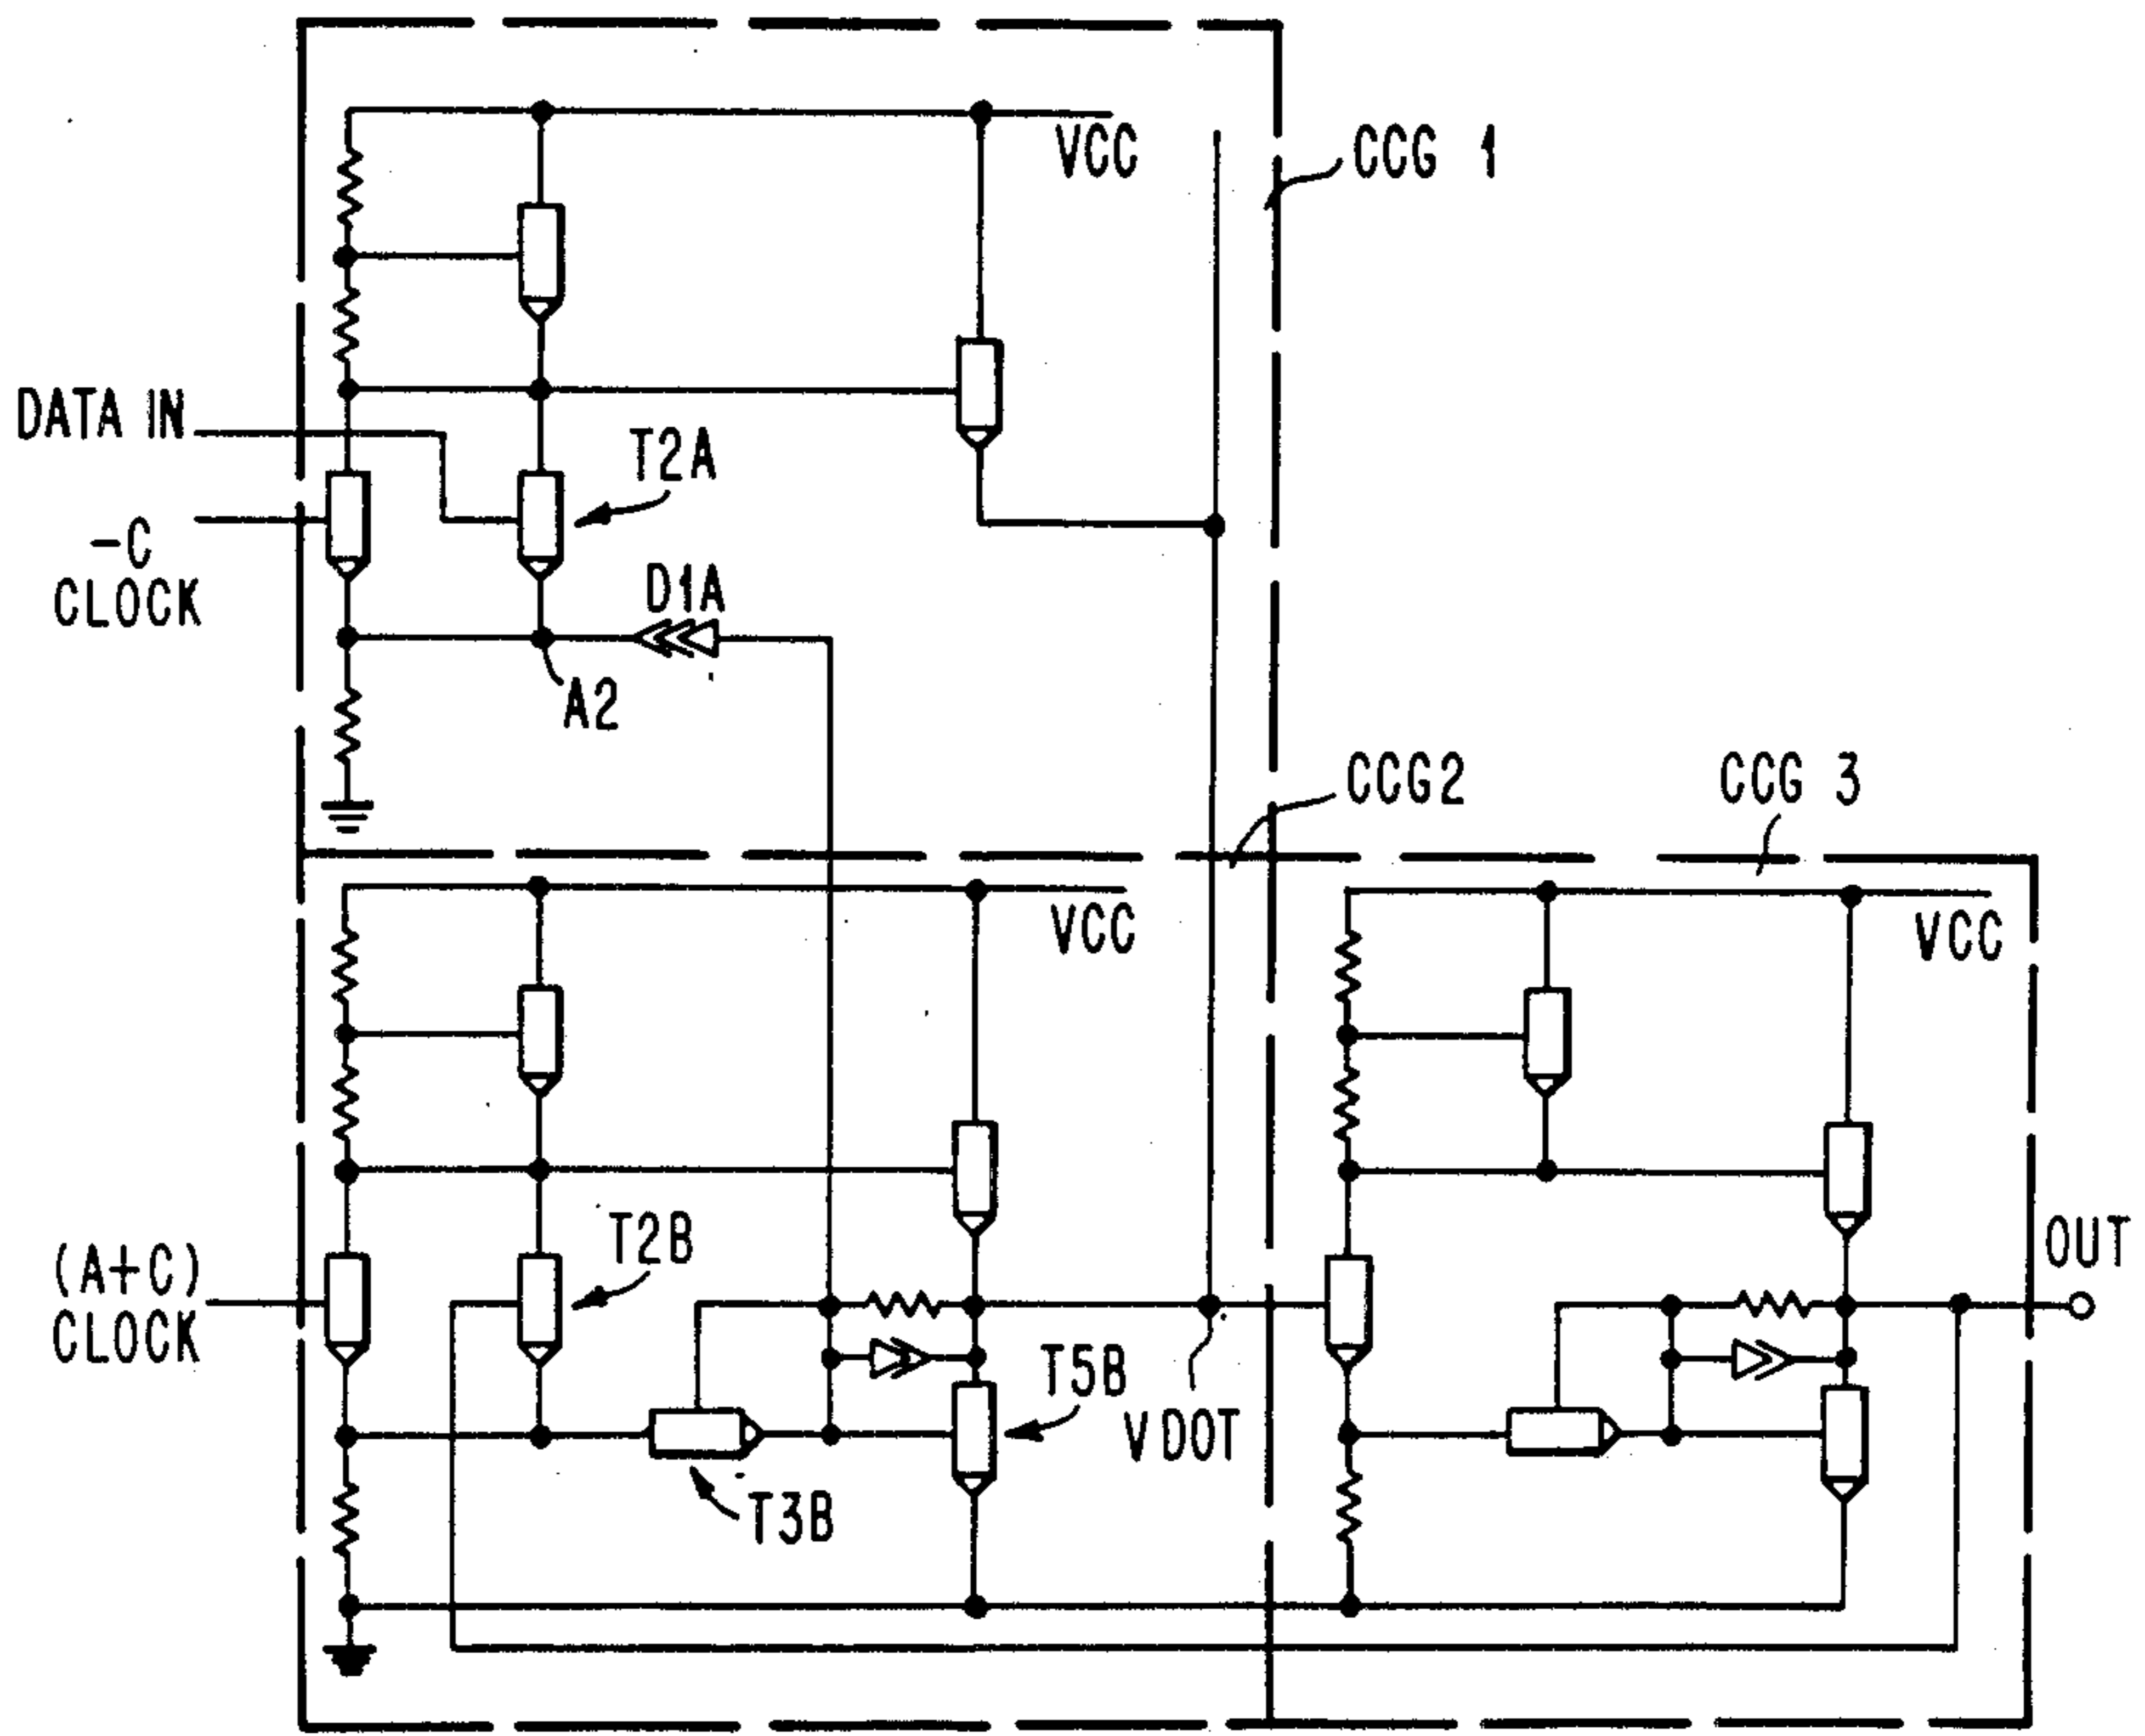 VCC
CCG 1
DATA IN
T2A
-C
CLOCK
D1A
A2
CCG2
CCG 3
VCC
VCC
(A+C)
CLOCK
T2B
OUT
T5B
VDOT
T3B